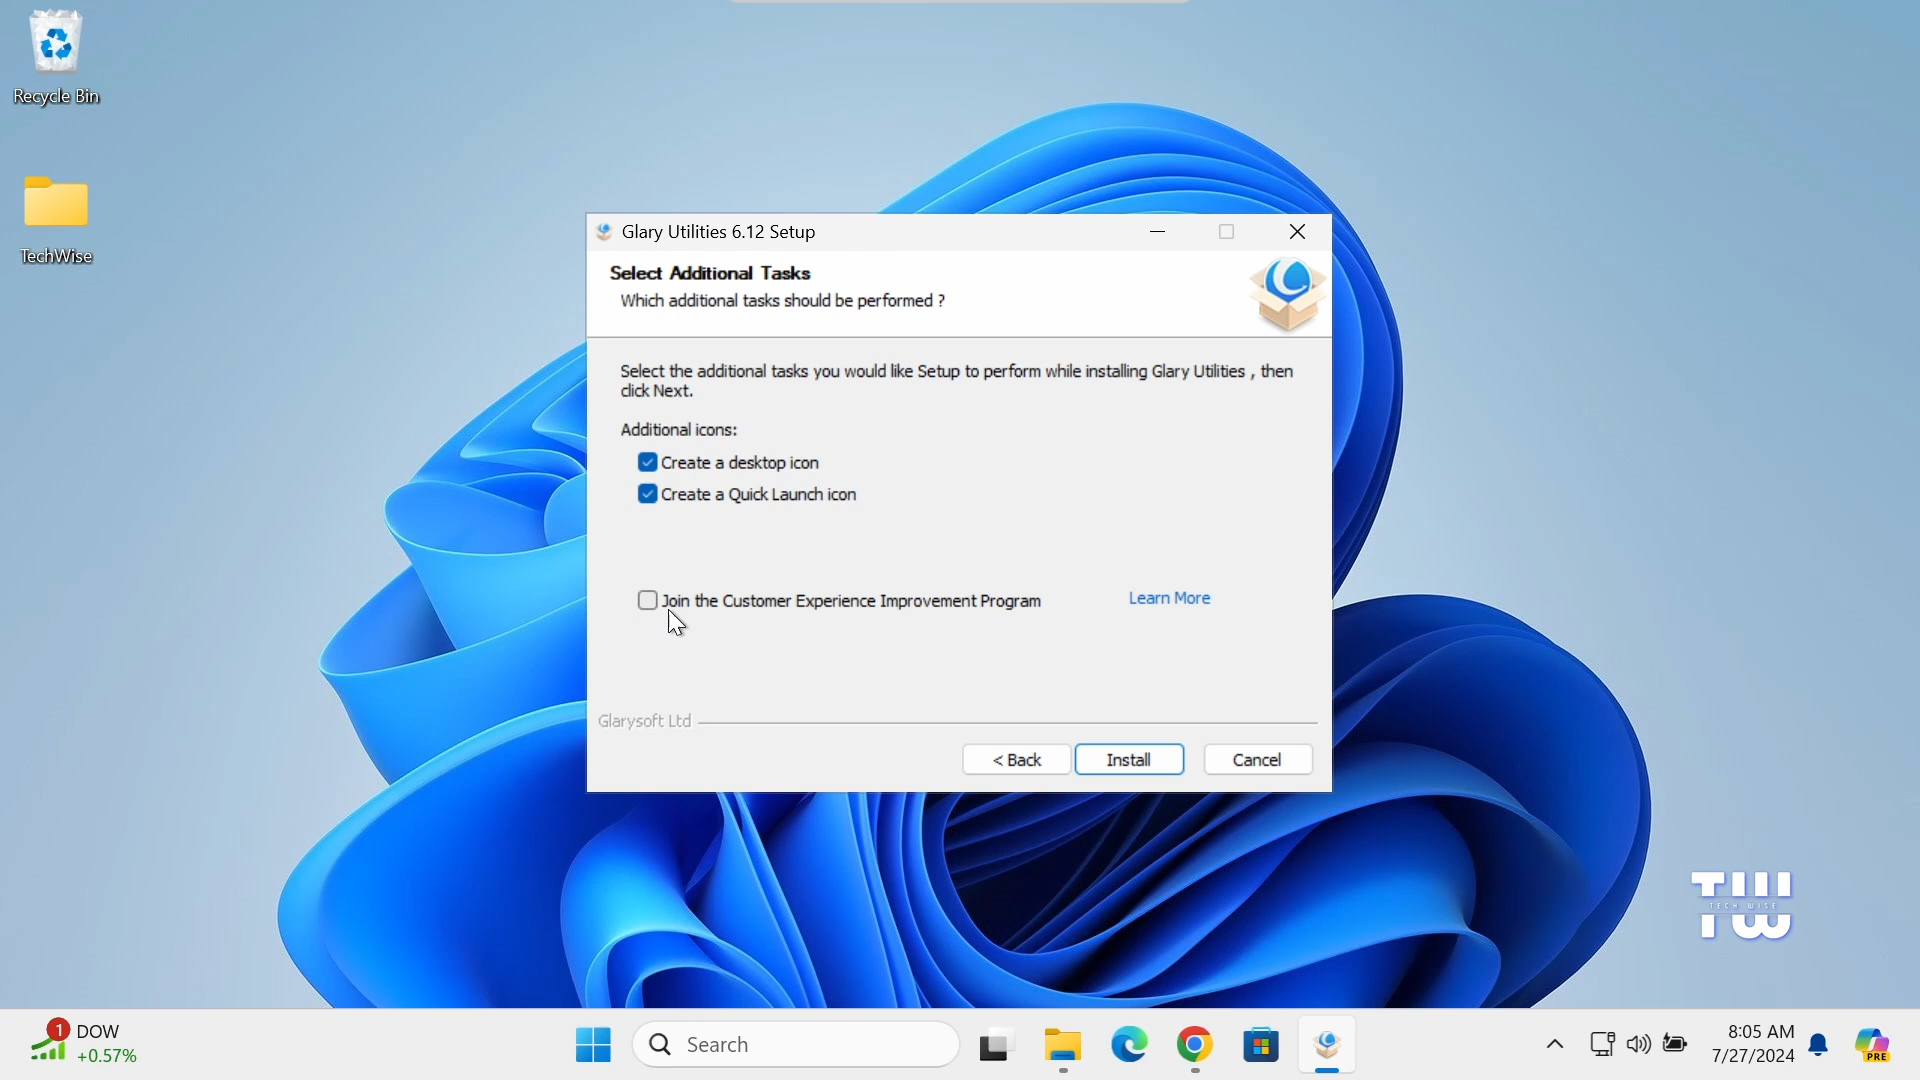 Recycle Bin
TechWise
Glary Utilities 6.12 Setup
Select Additional Tasks
Which additional tasks should be performed ?
Select the additional tasks you would like Setup to perform while installing Glary Utilities , then
click Next.
Additional icons:
Create a desktop icon
Create a Quick Launch icon
Join the Customer Experience Improvement Program
Learn More
Glarysoft Ltd
< Back
Install
Cancel
TW
TECH WISE
1
DOW
+0.57%
Search
8:05 AM
7/27/2024
PRE